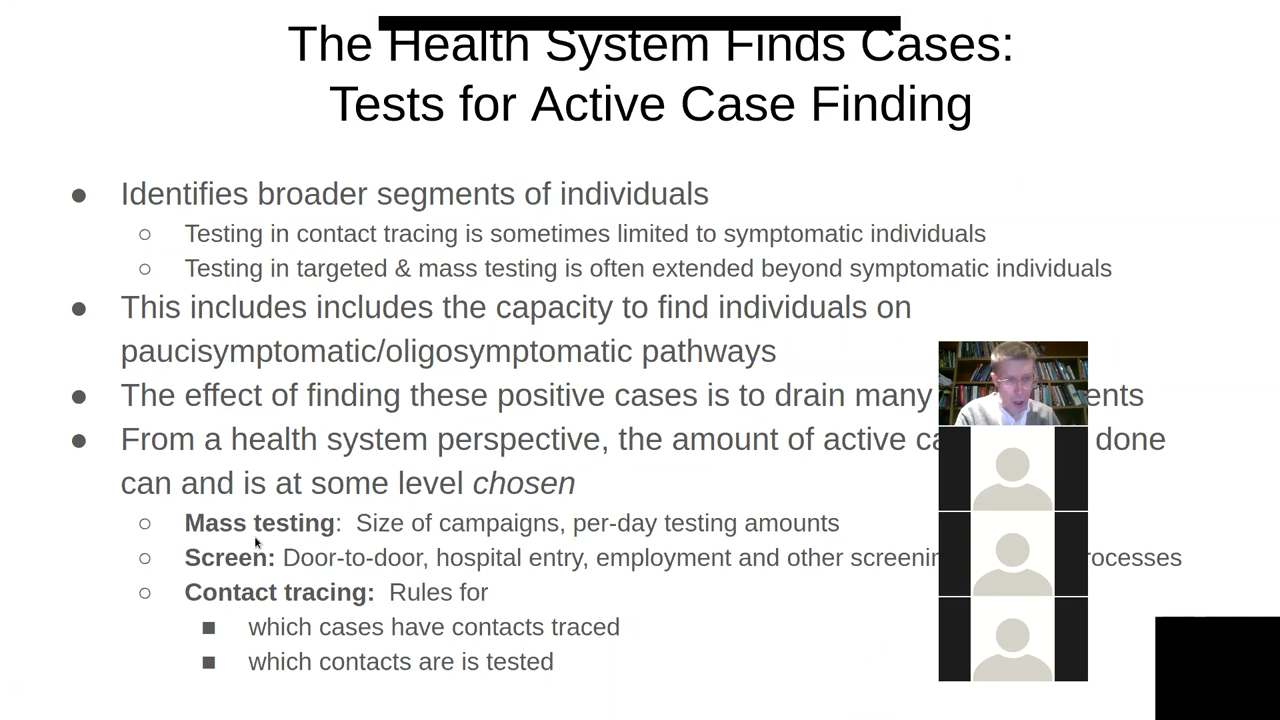 The Health System Finds Cases:
Tests for Active Case Finding
● Identifies broader segments of individuals
○ Testing in contact tracing is sometimes limited to symptomatic individuals
○ Testing in targeted & mass testing is often extended beyond symptomatic individuals
● This includes includes the capacity to find individuals on
paucisymptomatic/oligosymptomatic pathways
● The effect of finding these positive cases is to drain many
● From a health system perspective, the amount of active done
can and is at some level chosen
○ Mass testing: Size of campaigns, per-day testing amounts
○ Screen: Door-to-door, hospital entry, employment and other
○ Contact tracing: Rules for
■ which cases have contacts traced
■ which contacts are is tested